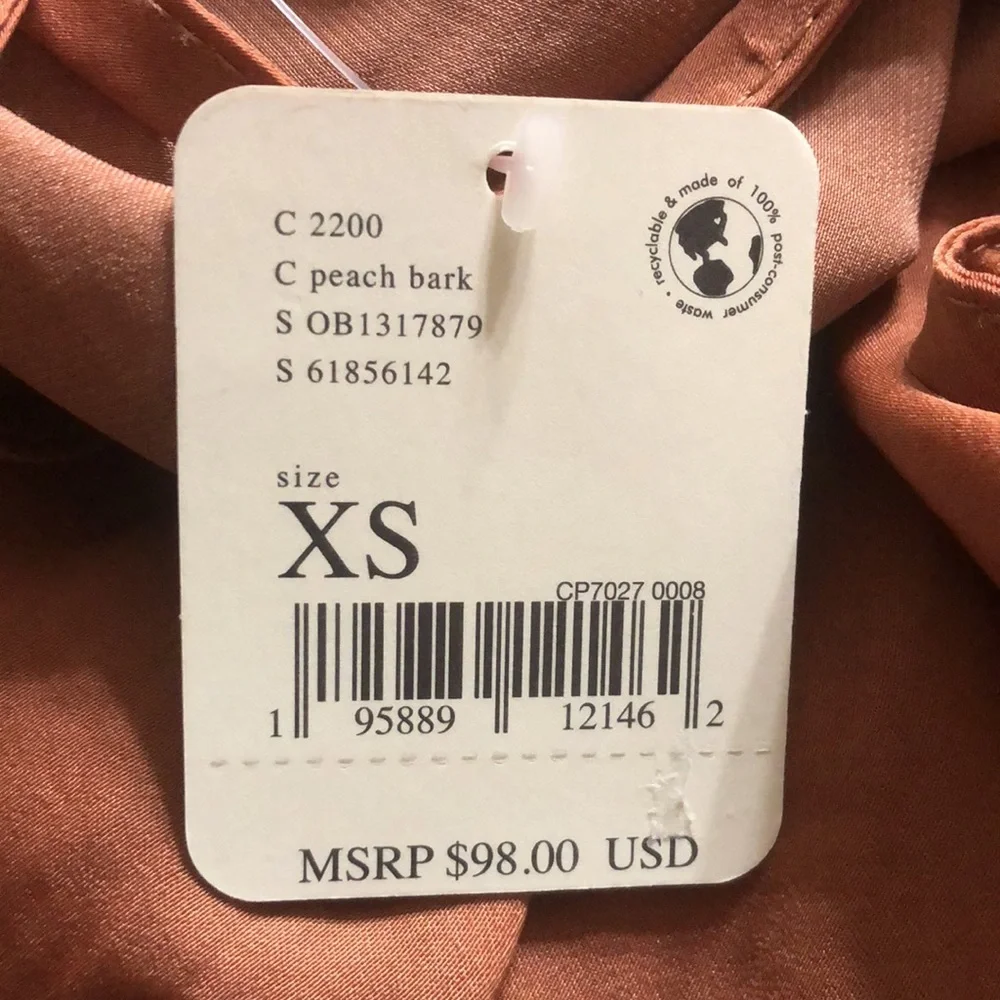 C 2200
C peach bark
S OB1317879
S 61856142
recyclable & made of 100% post-consumer waste •
size
XS
CP7027 0008
1 95889 12146 2
MSRP $98.00 USD